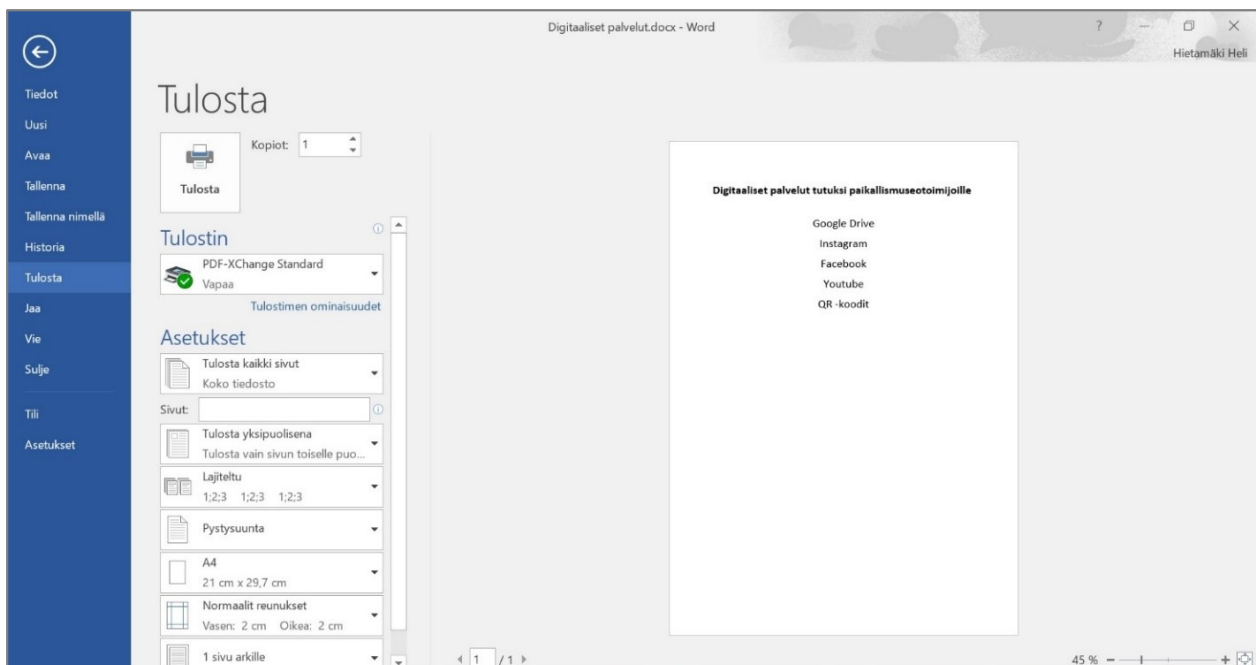 Digitaaliset palvelut.docx - Word
?
Hietamäki Heli
Tiedot
Uusi
Avaa
Tallenna
Tallenna nimellä
Historia
Tulosta
Jaa
Vie
Sulje
Tili
Asetukset
Tulosta
Tulosta
Kopiot: 1
Tulostin
PDF-XChange Standard
Vapaa
Tulostimen ominaisuudet
Asetukset
Tulosta kaikki sivut
Koko tiedosto
Sivut:
Tulosta yksipuolisena
Tulosta vain sivun toiselle puo...
Lajiteltu
1;2;3 1;2;3 1;2;3
Pystysuunta
A4
21 cm x 29,7 cm
Normaalit reunukset
Vasen: 2 cm Oikea: 2 cm
1 sivu arkille
Digitaaliset palvelut tutuksi paikallismuseotoimijoille
Google Drive
Instagram
Facebook
Youtube
QR -koodit
1 / 1
45 %